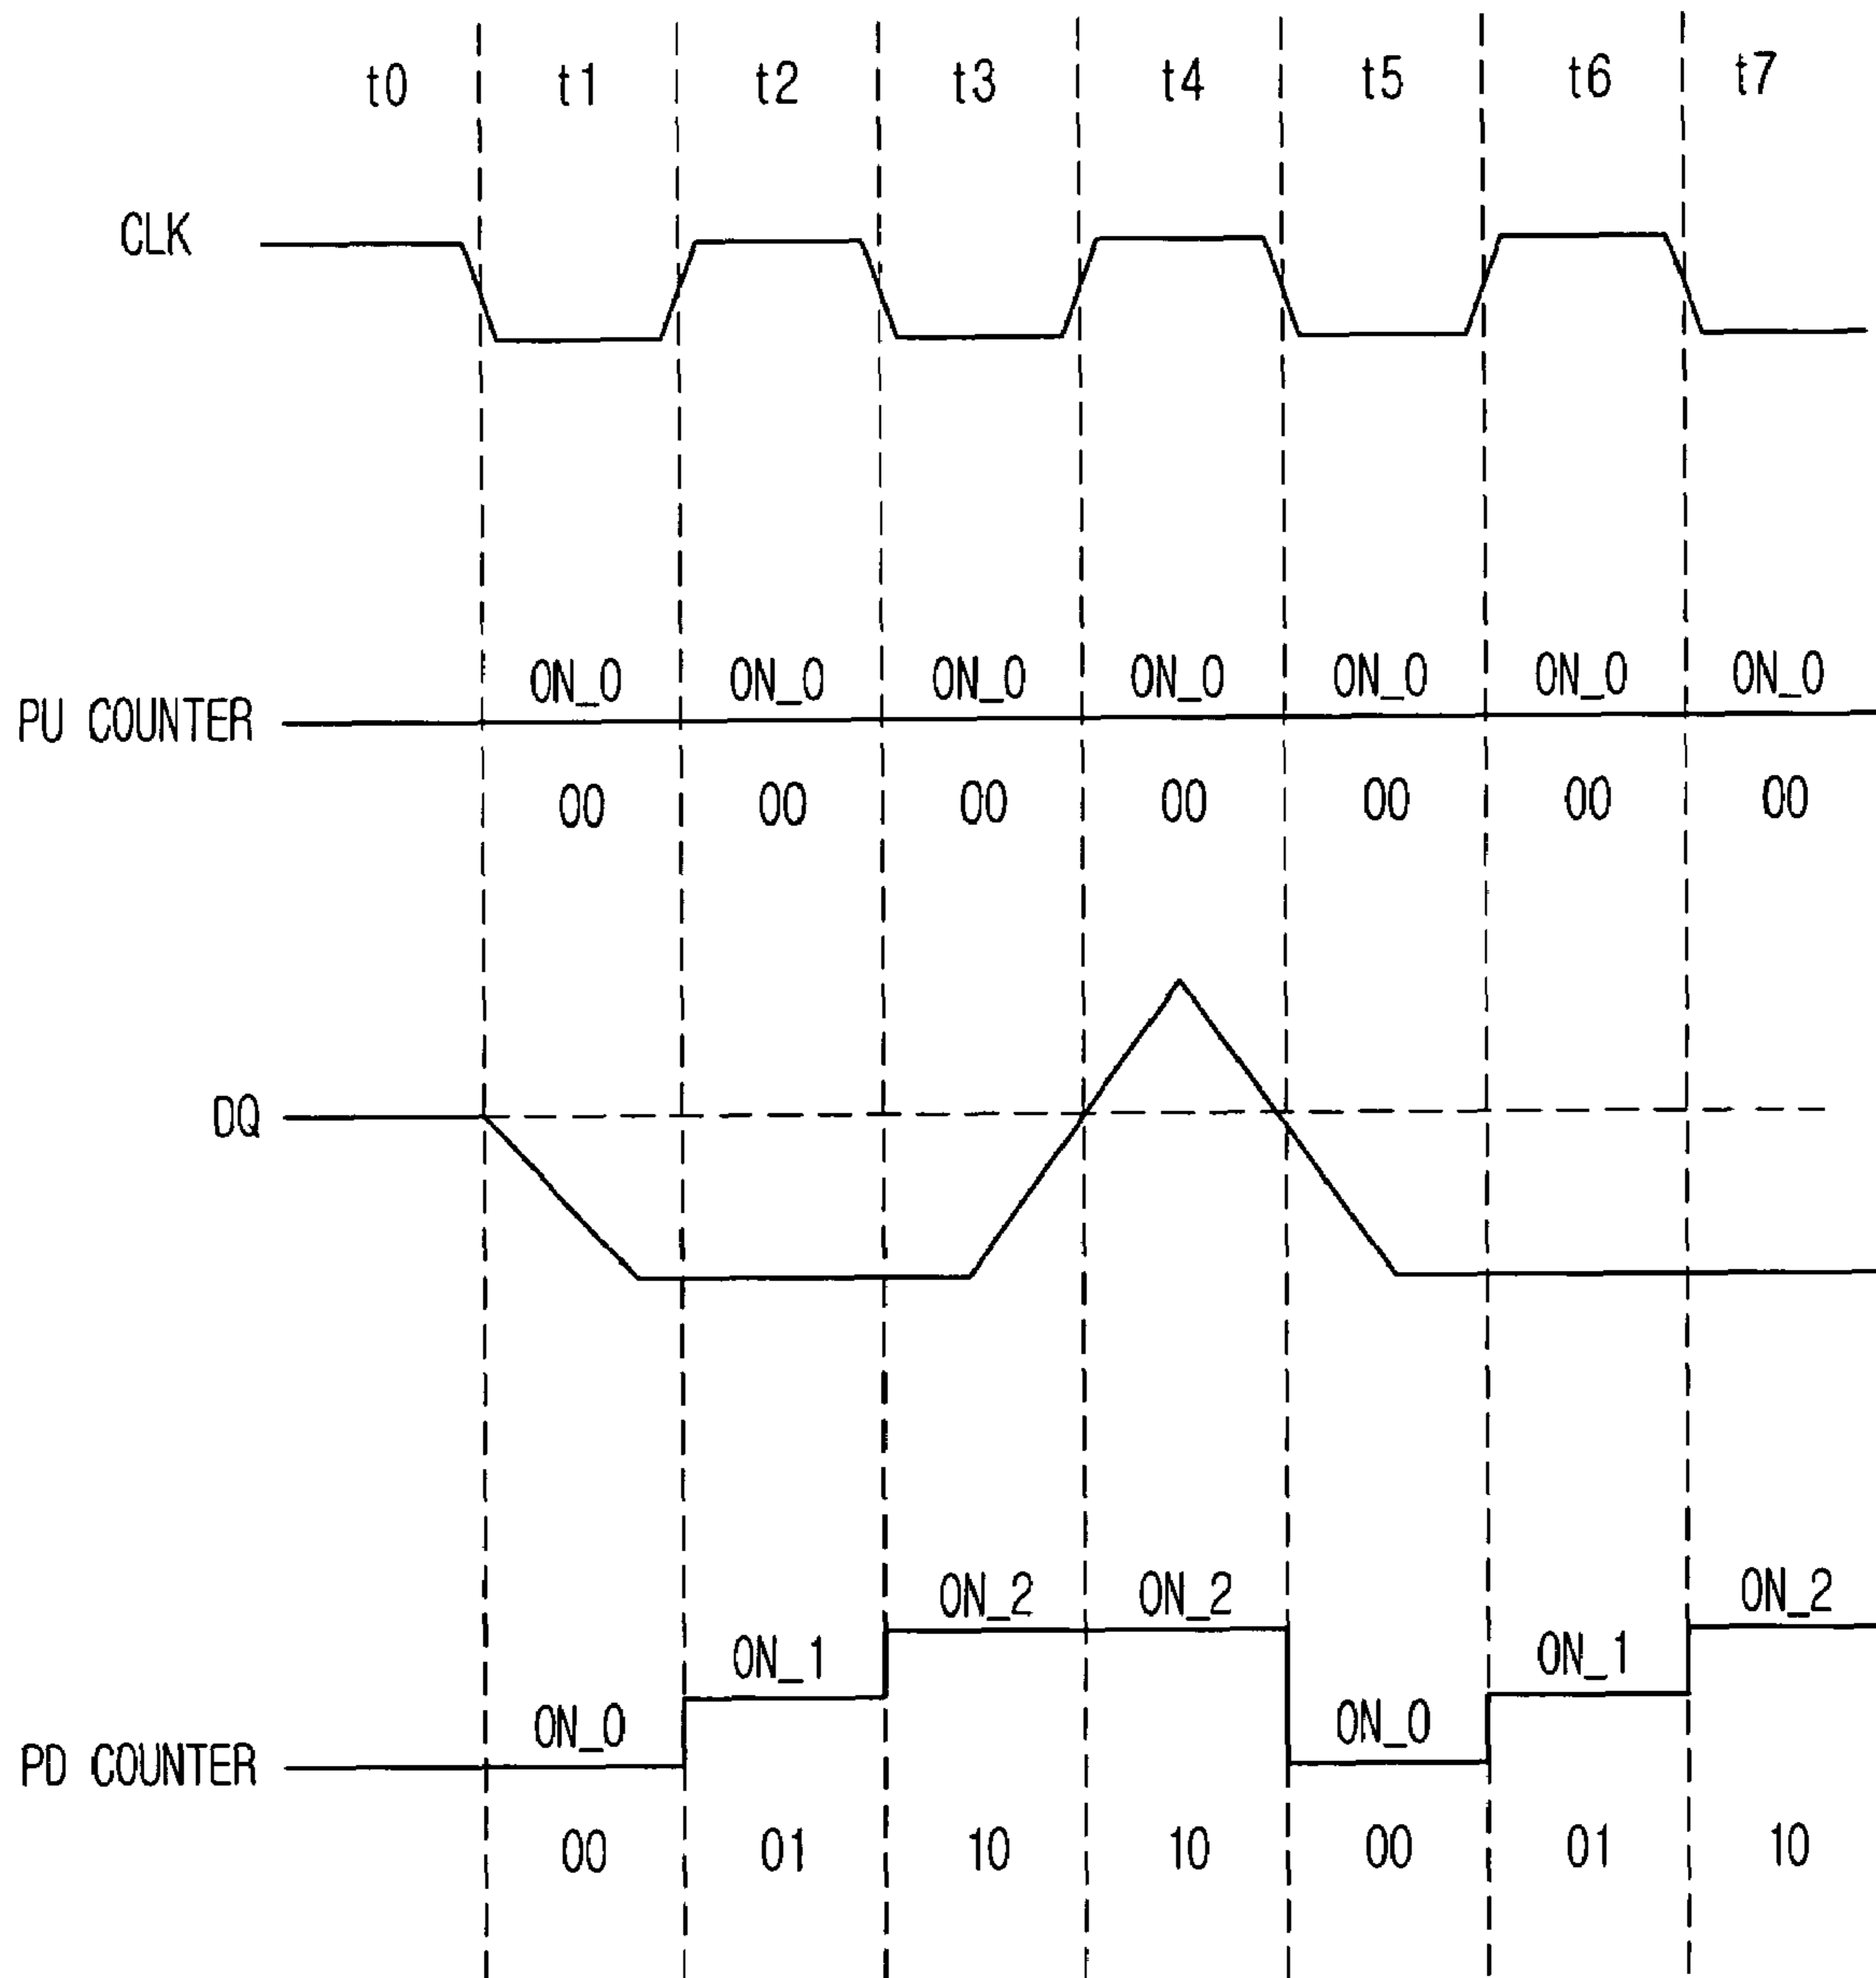 t0 t1 t2 t3 t4 t5 t6 t7
CLK
ON_0 ON_0 ON_0 ON_0 ON_0 ON_0 ON_0
PU COUNTER
00 00 00 00 00 00 00
DQ
ON_2 ON_2 ON_2
ON_1 ON_1
ON_0 ON_0
PD COUNTER
00 01 10 10 00 01 10